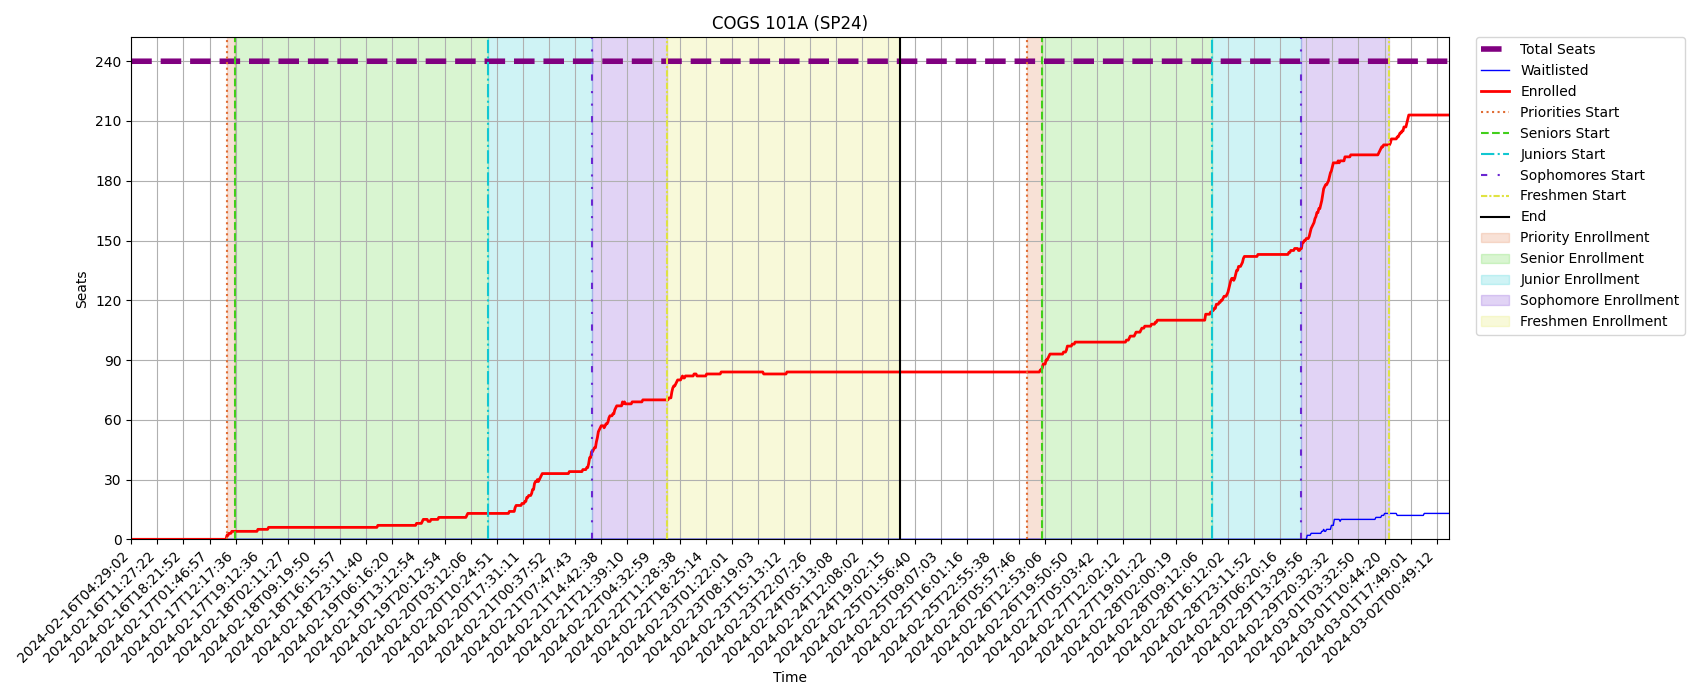 COGS 101A (SP24)
Seats
240
210
180
150
120
90
60
30
0
2024-02-16T04:29:02
2024-02-16T11:27:22
2024-02-16T18:21:52
2024-02-17T01:46:57
2024-02-17T12:17:36
2024-02-17T19:12:36
2024-02-18T02:11:27
2024-02-18T09:19:50
2024-02-18T16:15:57
2024-02-18T23:11:40
2024-02-19T06:16:20
2024-02-19T13:12:54
2024-02-19T20:12:54
2024-02-20T03:12:06
2024-02-20T10:24:51
2024-02-20T17:31:11
2024-02-21T00:37:52
2024-02-21T07:47:43
2024-02-21T14:42:38
2024-02-21T21:39:10
2024-02-22T04:32:59
2024-02-22T11:28:38
2024-02-22T18:25:14
2024-02-23T01:22:01
2024-02-23T08:19:03
2024-02-23T15:13:12
2024-02-23T22:07:26
2024-02-24T05:13:08
2024-02-24T12:08:02
2024-02-24T19:02:15
2024-02-25T01:56:40
2024-02-25T09:07:03
2024-02-25T16:01:16
2024-02-25T22:55:38
2024-02-26T05:57:46
2024-02-26T12:53:06
2024-02-26T19:50:50
2024-02-27T05:03:42
2024-02-27T12:02:12
2024-02-27T19:01:22
2024-02-28T02:00:19
2024-02-28T09:12:06
2024-02-28T16:12:02
2024-02-28T23:11:52
2024-02-29T06:20:16
2024-02-29T13:29:56
2024-02-29T20:32:32
2024-03-01T03:32:50
2024-03-01T10:44:20
2024-03-01T17:49:01
2024-03-02T00:49:12
Time
Total Seats
Waitlisted
Enrolled
Priorities Start
Seniors Start
Juniors Start
Sophomores Start
Freshmen Start
End
Priority Enrollment
Senior Enrollment
Junior Enrollment
Sophomore Enrollment
Freshmen Enrollment